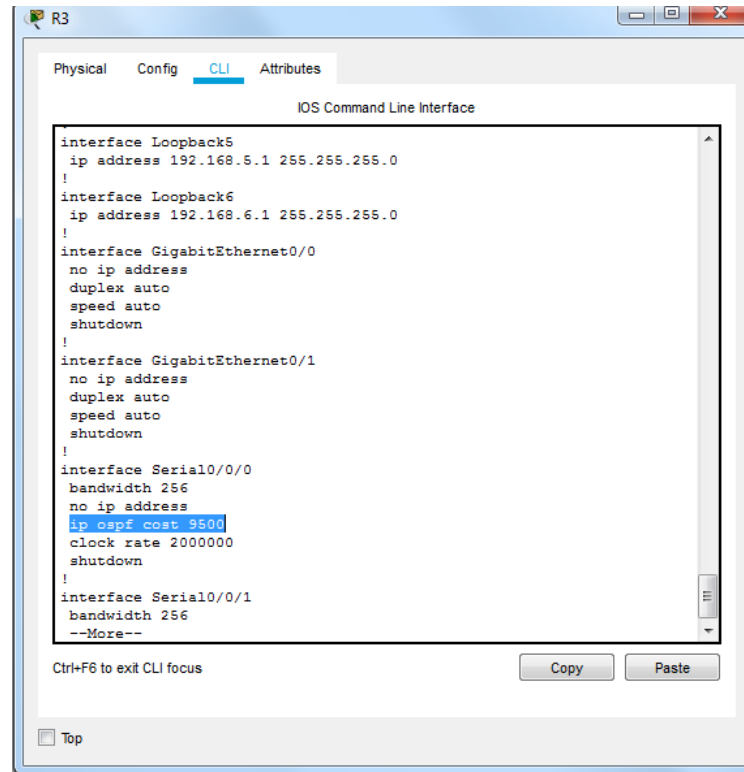 R3
Physical Config CLI Attributes
IOS Command Line Interface
!
interface Loopback5
 ip address 192.168.5.1 255.255.255.0
!
interface Loopback6
 ip address 192.168.6.1 255.255.255.0
!
interface GigabitEthernet0/0
 no ip address
 duplex auto
 speed auto
 shutdown
!
interface GigabitEthernet0/1
 no ip address
 duplex auto
 speed auto
 shutdown
!
interface Serial0/0/0
 bandwidth 256
 no ip address
 ip ospf cost 9500
 clock rate 2000000
 shutdown
!
interface Serial0/0/1
 bandwidth 256
 --More--
Ctrl+F6 to exit CLI focus
Copy Paste
Top